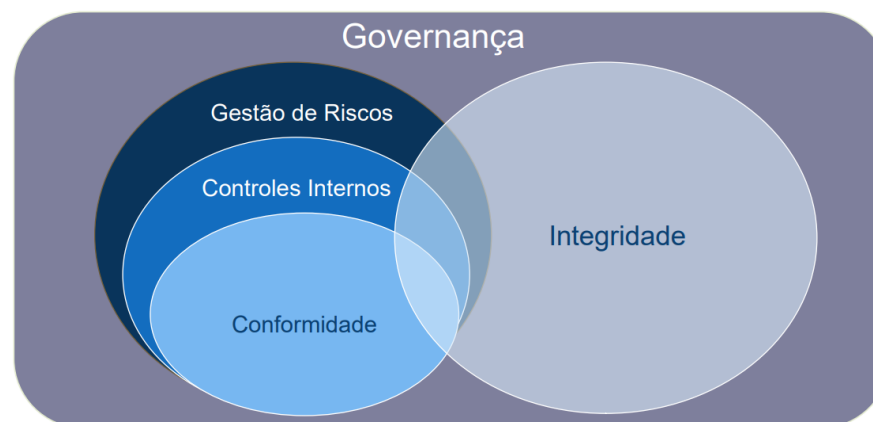 Governança
Gestão de Riscos
Controles Internos
Integridade
Conformidade